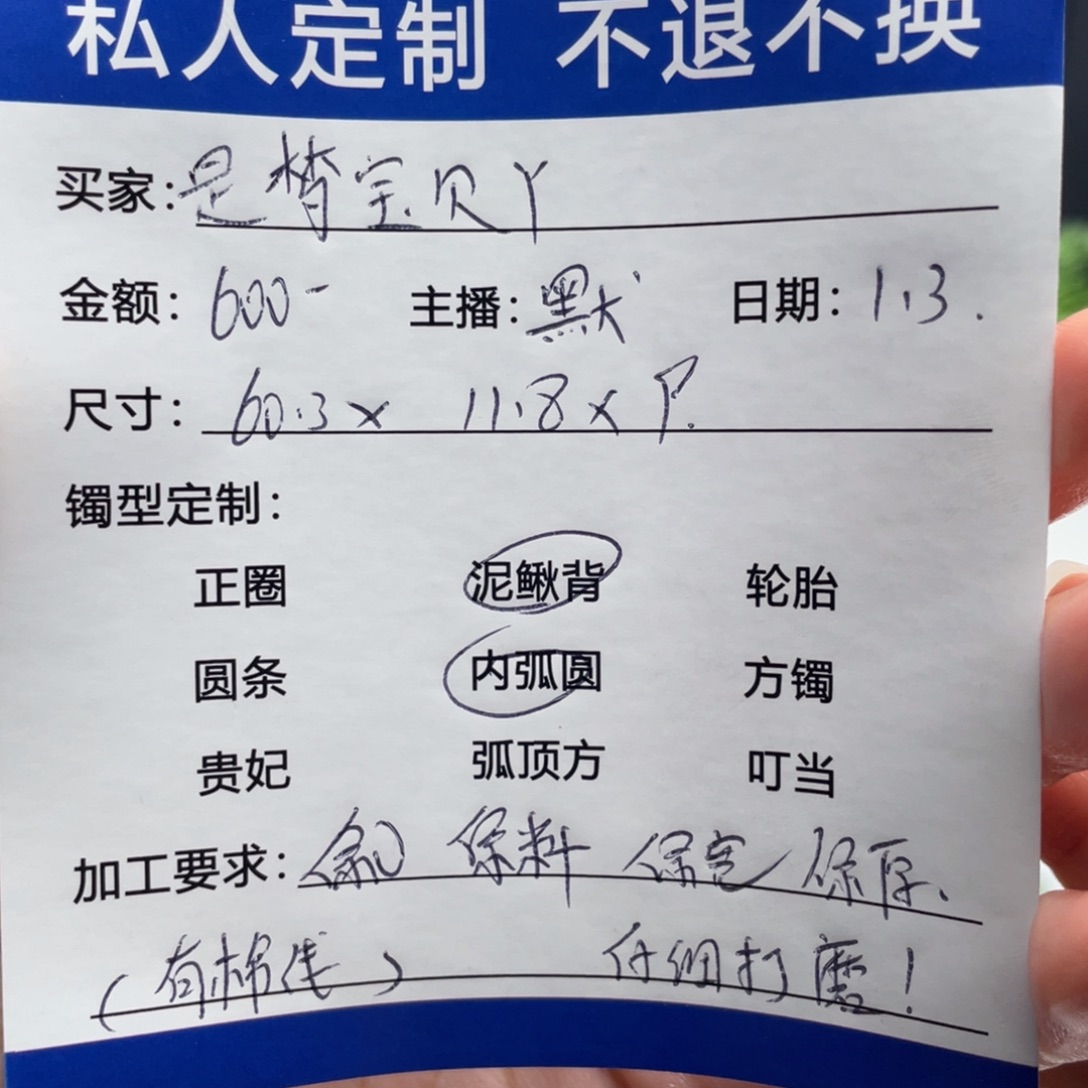 私人定制 不退不换
买家：是楷宝贝丫
金额：600- 主播：默 日期：1.3.
尺寸：60.3 x 11.8 x P.
镯型定制：
正圈 泥鳅背 轮胎
圆条 内弧圆 方镯
贵妃 弧顶方 叮当
加工要求： 保料 保宽 保厚.
（有棉线） 仔细打磨！